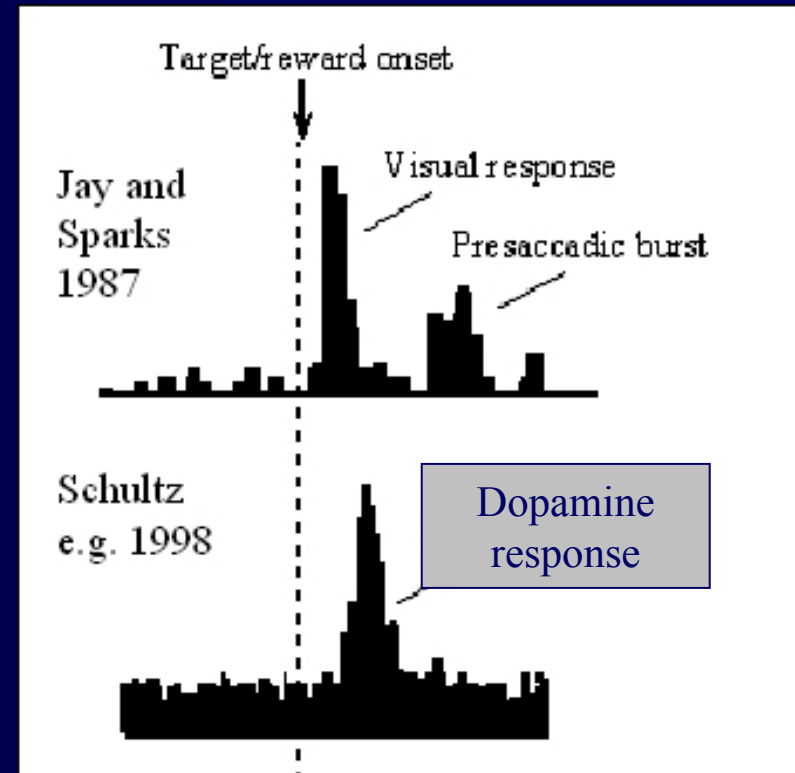 Target/reward onset
Jay and
Sparks
1987
Visual response
Presaccadic burst
Schultz
e.g. 1998
Dopamine
response